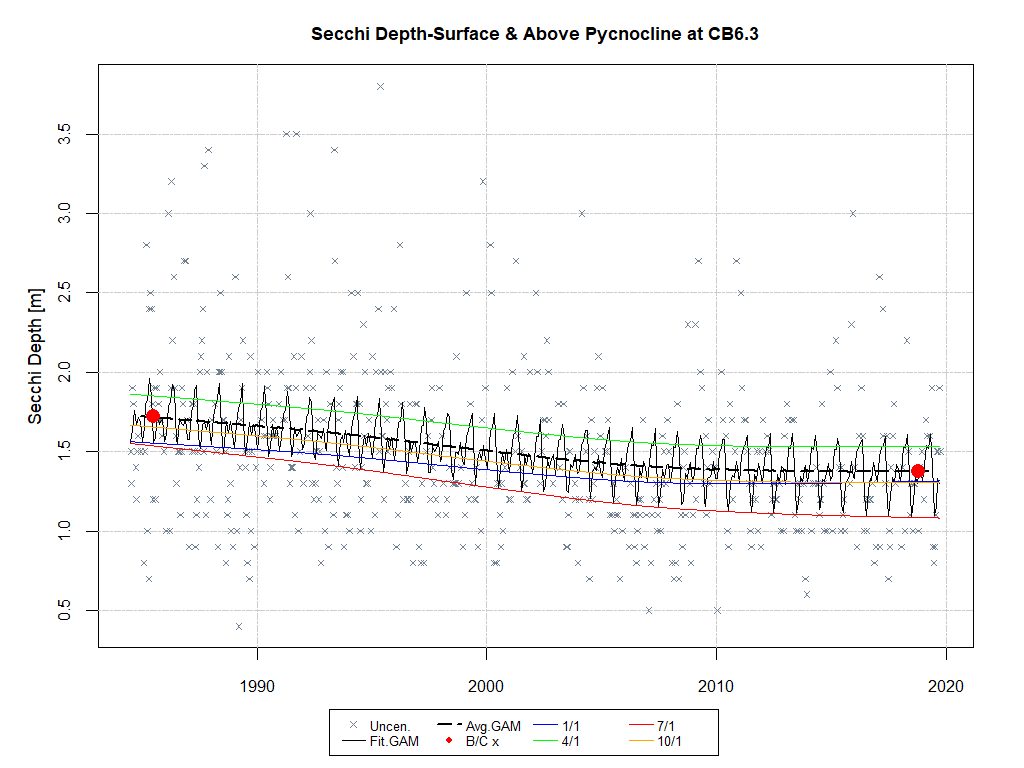 Secchi Depth-Surface & Above Pycnocline at CB6.3
Secchi Depth [m]
3.5
3.0
2.5
2.0
1.5
1.0
0.5
1990 2000 2010 2020
Uncen. Avg.GAM 1/1 7/1
Fit.GAM B/C x 4/1 10/1